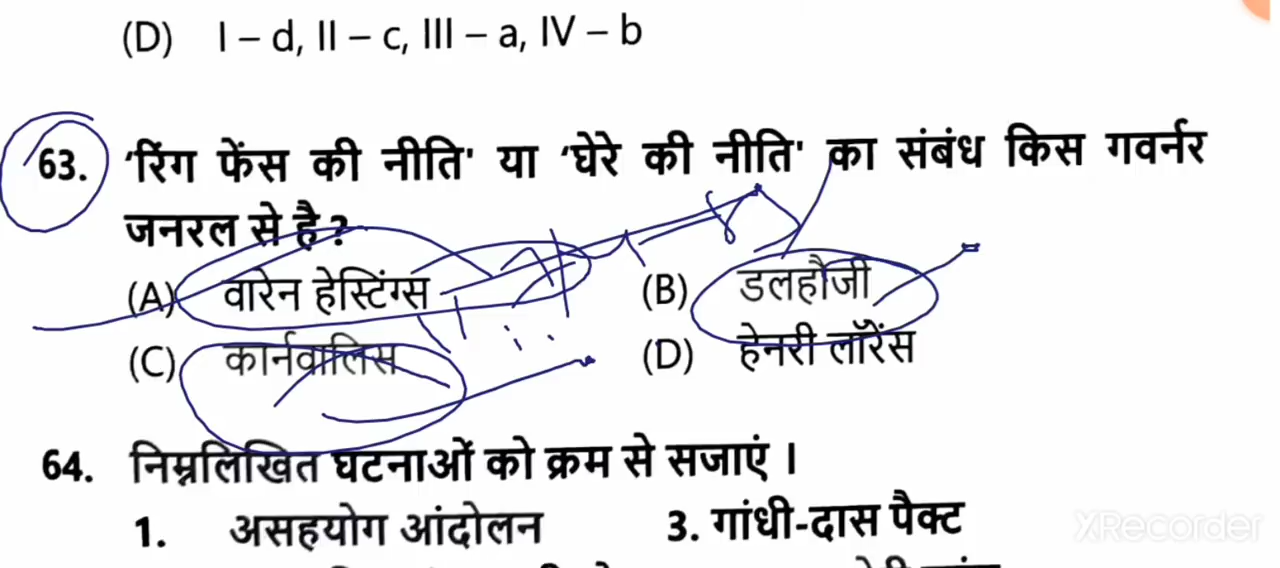 (D) I – d, II – c, III – a, IV – b
63. 'रिंग फेंस की नीति' या 'घेरे की नीति' का संबंध किस गवर्नर
जनरल से है ?
(A) वारेन हेस्टिंग्स (B) डलहौजी
(C) कार्नवालिस (D) हेनरी लॉरेंस
64. निम्नलिखित घटनाओं को क्रम से सजाएं ।
1. असहयोग आंदोलन 3. गांधी-दास पैक्ट
XRecorder